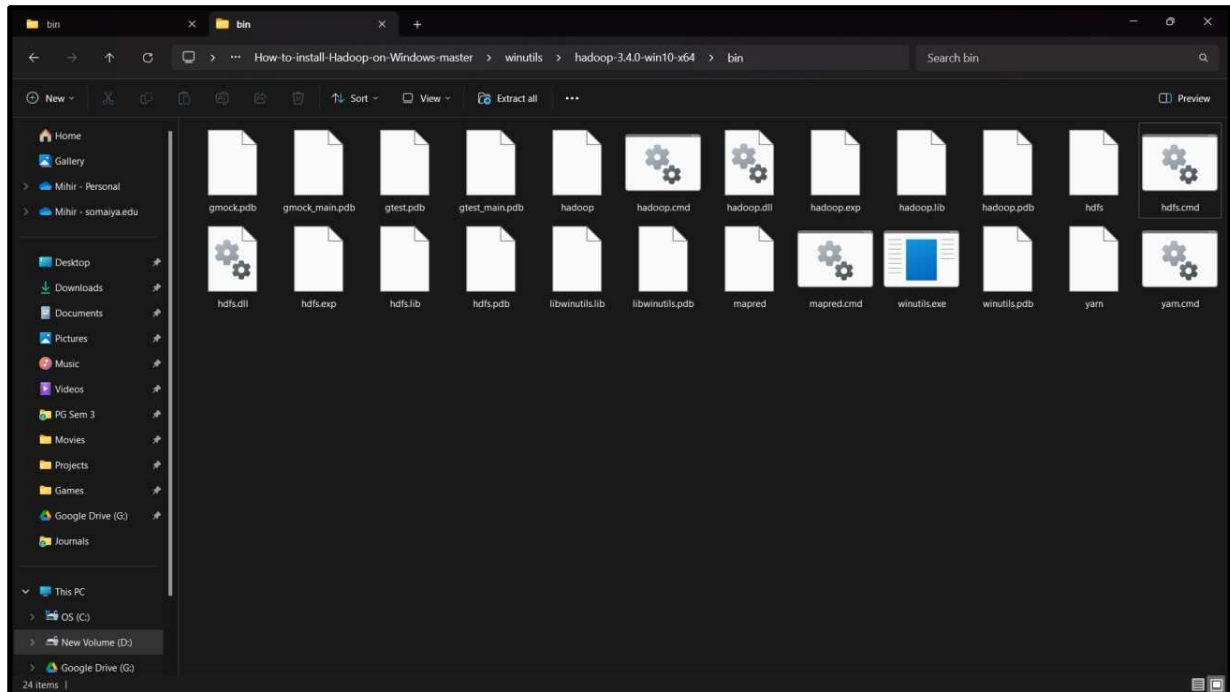 bin
bin
How-to-install-Hadoop-on-Windows-master > winutils > hadoop-3.4.0-win10-x64 > bin
Search bin
New
Sort
View
Extract all
Preview
Home
Gallery
Mihir - Personal
Mihir - somaiya.edu
Desktop
Downloads
Documents
Pictures
Music
Videos
PG Sem 3
Movies
Projects
Games
Google Drive (G:)
Journals
This PC
OS (C:)
New Volume (D:)
Google Drive (G:)
gmock.pdb gmock_main.pdb gtest.pdb gtest_main.pdb hadoop hadoop.cmd hadoop.dll hadoop.exp hadoop.lib hadoop.pdb hdfs hdfs.cmd
hdfs.dll hdfs.exp hdfs.lib hdfs.pdb libwinutils.lib libwinutils.pdb mapred mapred.cmd winutils.exe winutils.pdb yarn yarn.cmd
24 items